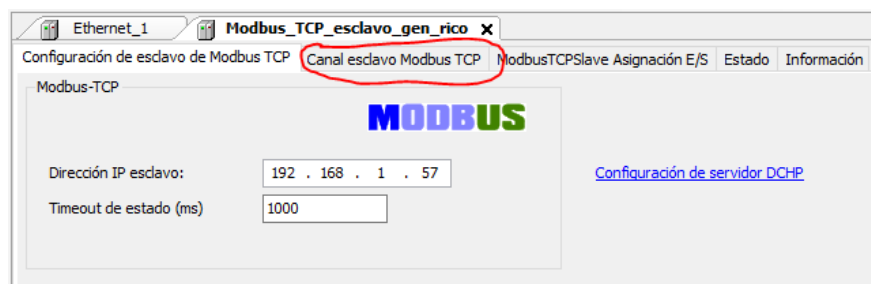 Ethernet_1 Modbus_TCP_esclavo_gen_rico X
Configuración de esclavo de Modbus TCP Canal esclavo Modbus TCP ModbusTCPSlave Asignación E/S Estado Información
Modbus-TCP
MODBUS
Dirección IP esclavo: 192 . 168 . 1 . 57 Configuración de servidor DCHP
Timeout de estado (ms) 1000